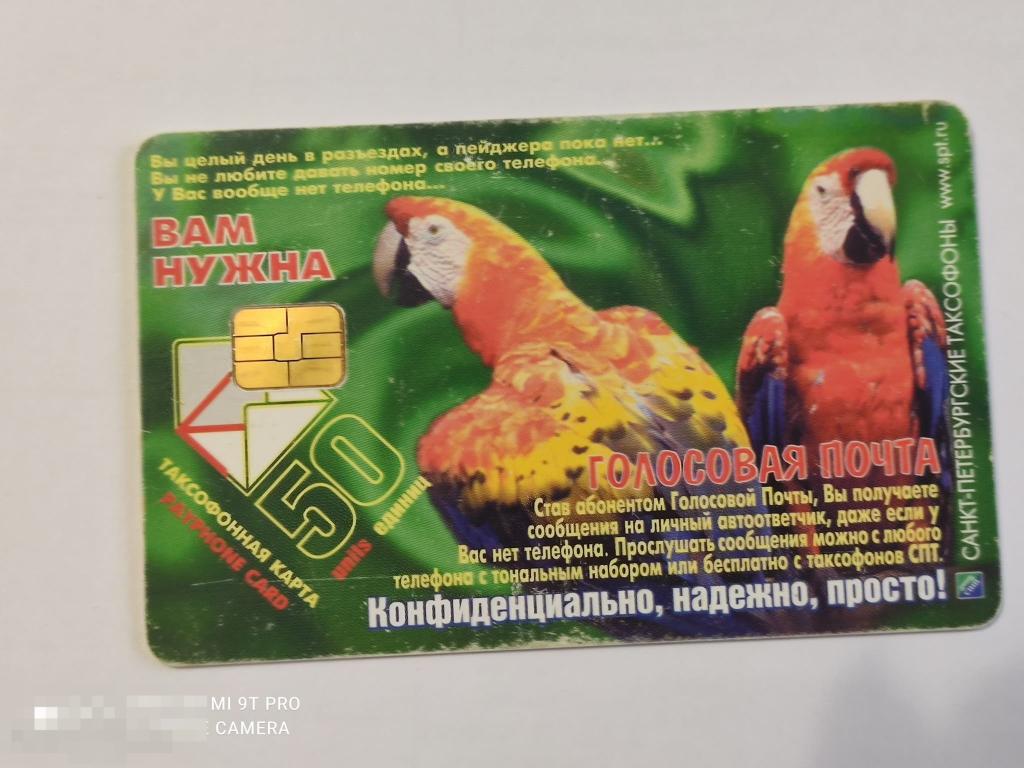 Вы целый день в разъездах, а пейджера пока нет...
Вы не любите давать номер своего телефона...
У Вас вообще нет телефона...
ВАМ
НУЖНА
50
единиц
units
ТАКСОФОННАЯ КАРТА
PAYPHONE CARD
ГОЛОСОВАЯ ПОЧТА
Став абонентом Голосовой Почты, Вы получаете
сообщения на личный автоответчик, даже если у
Вас нет телефона. Прослушать сообщения можно с любого
телефона с тональным набором или бесплатно с таксофонов СПТ.
Конфиденциально, надежно, просто!
САНКТ-ПЕТЕРБУРГСКИЕ ТАКСОФОНЫ www.spt.ru
MI 9T PRO
CAMERA